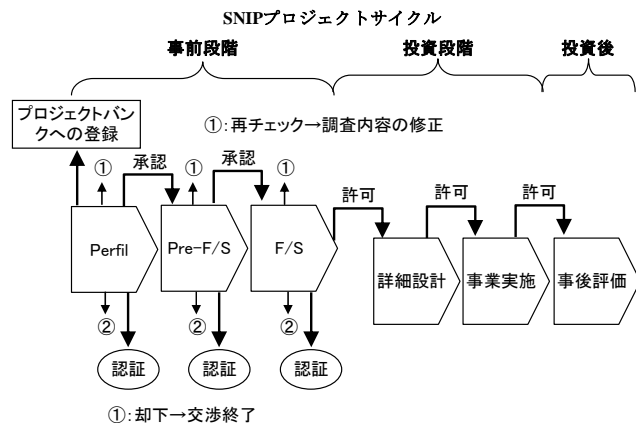 SNIPプロジェクトサイクル
事前段階
投資段階
投資後
プロジェクトバン
クへの登録
①:再チェック→調査内容の修正
①
承認
①
承認
①
許可
許可
許可
Perfil
Pre-F/S
F/S
詳細設計
事業実施
事後評価
②
②
②
認証
認証
認証
①:却下→交渉終了